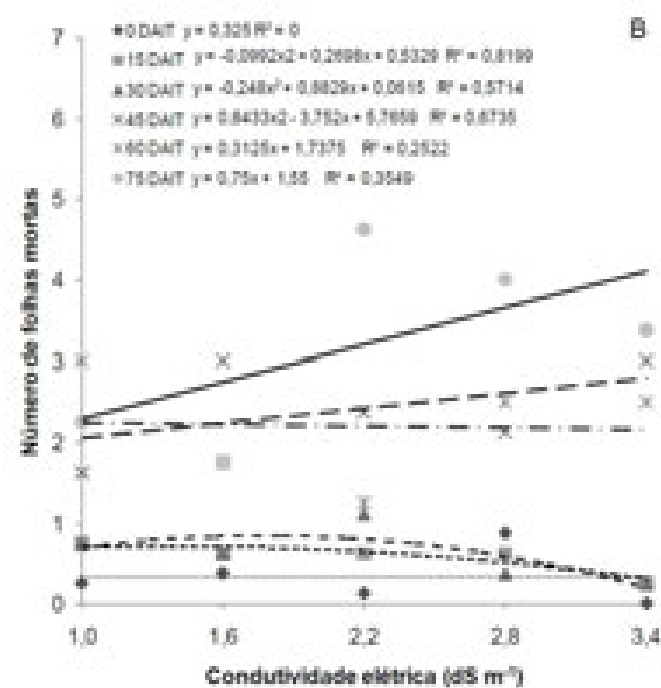 B
7
0 DAIT y = 0,325 R² = 0
15 DAIT y = -0,0992x2 + 0,2698x + 0,5329 R² = 0,8199
30 DAIT y = -0,248x² + 0,8829x + 0,0615 R² = 0,5714
6
45 DAIT y = 0,8433x2 - 3,752x + 5,7659 R² = 0,6735
60 DAIT y = 0,3125x + 1,7375 R² = 0,2522
75 DAIT y = 0,75x + 1,55 R² = 0,3549
5
4
3
2
1
0
Número de folhas mortas
1,0 1,6 2,2 2,8 3,4
Condutividade elétrica (dS m⁻¹)